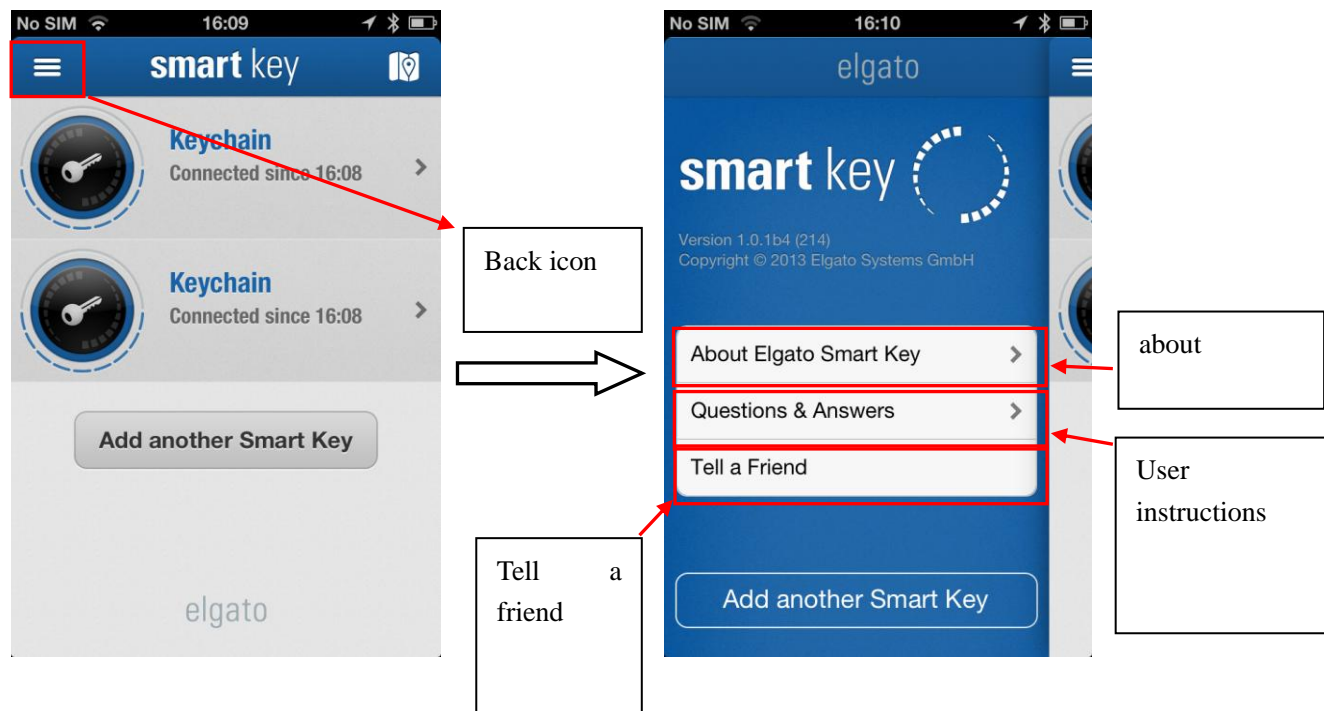 No SIM 16:09
smart key
Keychain
Connected since 16:08
Keychain
Connected since 16:08
Add another Smart Key
elgato
Back icon
Tell a
friend
No SIM 16:10
elgato
smart key
Version 1.0.1b4 (214)
Copyright © 2013 Elgato Systems GmbH
About Elgato Smart Key
Questions & Answers
Tell a Friend
Add another Smart Key
about
User
instructions